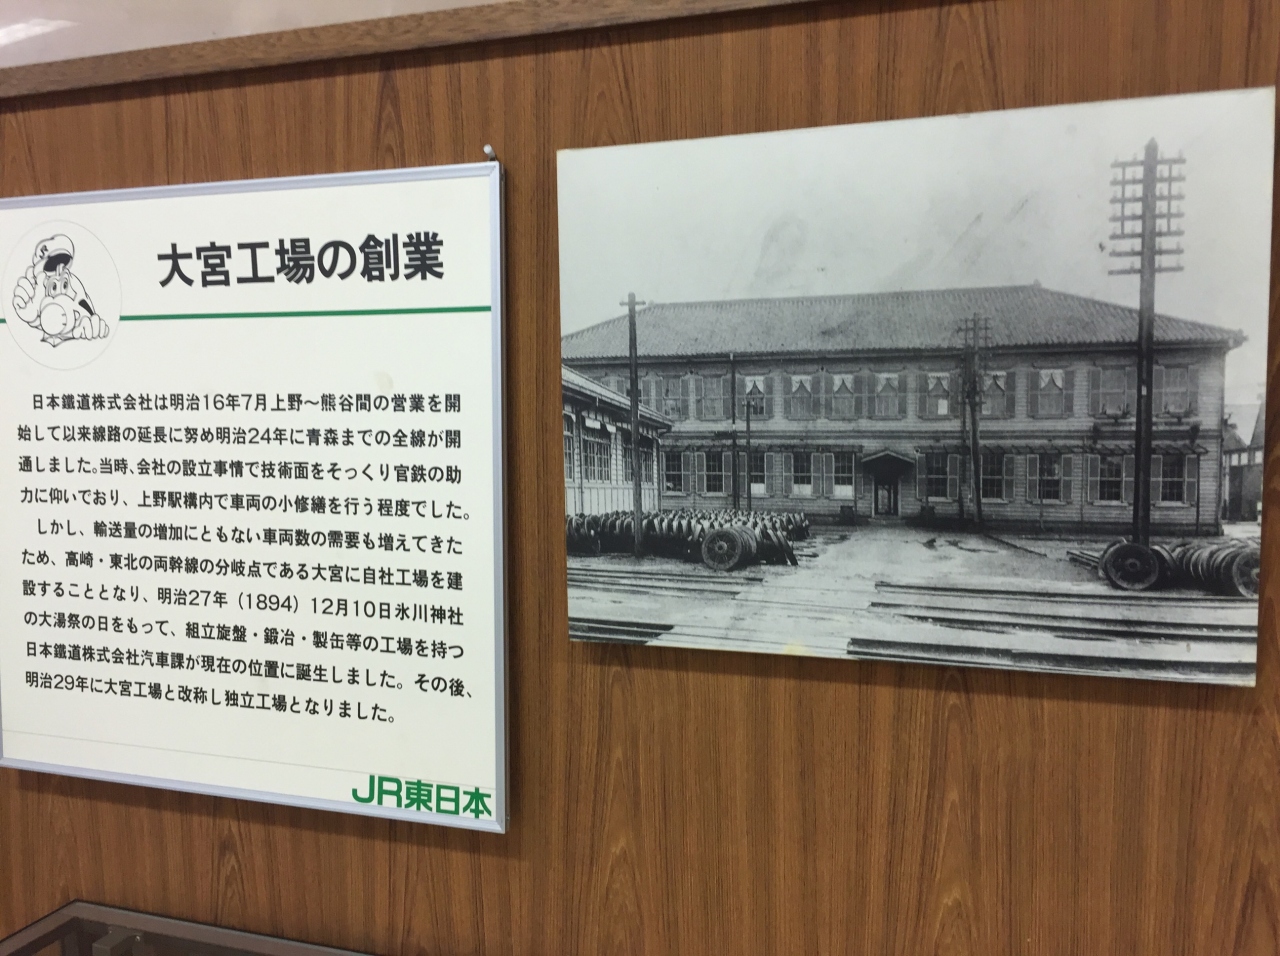 大宮工場の創業
日本鐵道株式会社は明治16年7月上野～熊谷間の営業を開
始して以来線路の延長に努め明治24年に青森までの全線が開
通しました。当時、会社の設立事情で技術面をそっくり官鉄の助
力に仰いでおり、上野駅構内で車両の小修繕を行う程度でした。
しかし、輸送量の増加にともない車両数の需要も増えてきた
ため、高崎・東北の両幹線の分岐点である大宮に自社工場を建
設することとなり、明治27年（1894）12月10日氷川神社
の大湯祭の日をもって、組立旋盤・鍛冶・製缶等の工場を持つ
日本鐵道株式会社汽車課が現在の位置に誕生しました。その後、
明治29年に大宮工場と改称し独立工場となりました。
JR東日本